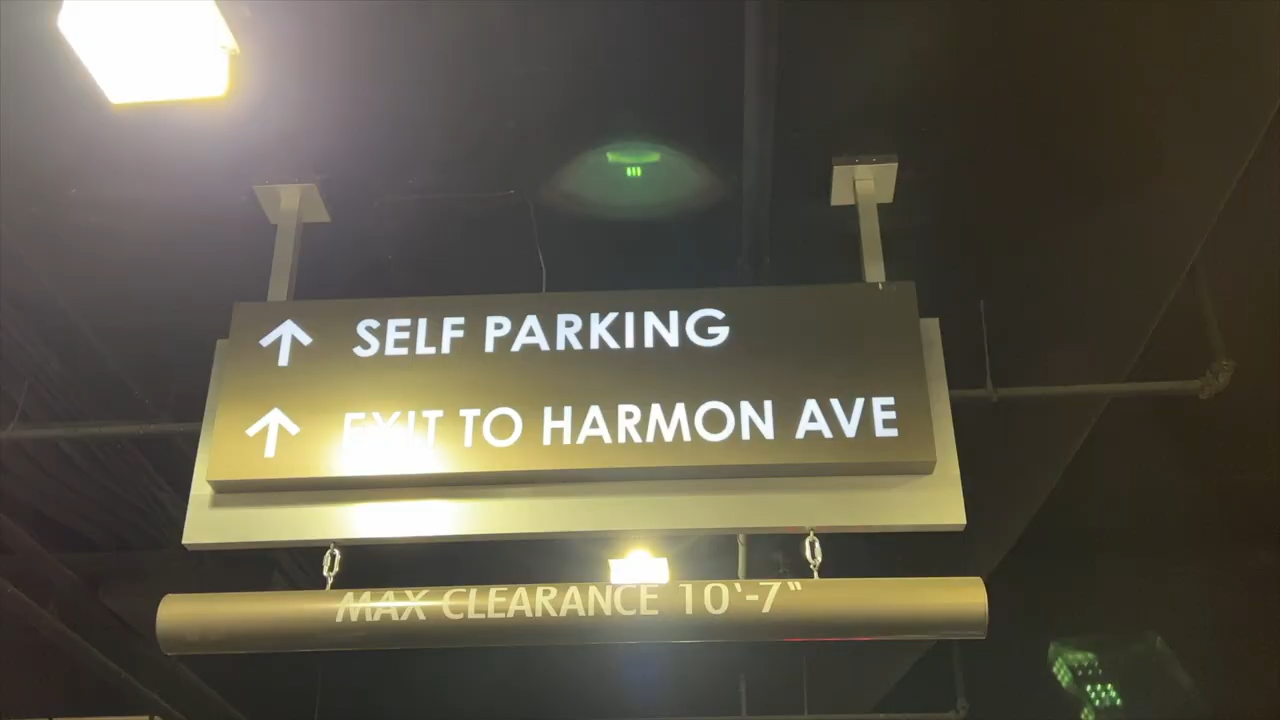 ↑ SELF PARKING
↑ EXIT TO HARMON AVE
MAX CLEARANCE 10'-7"